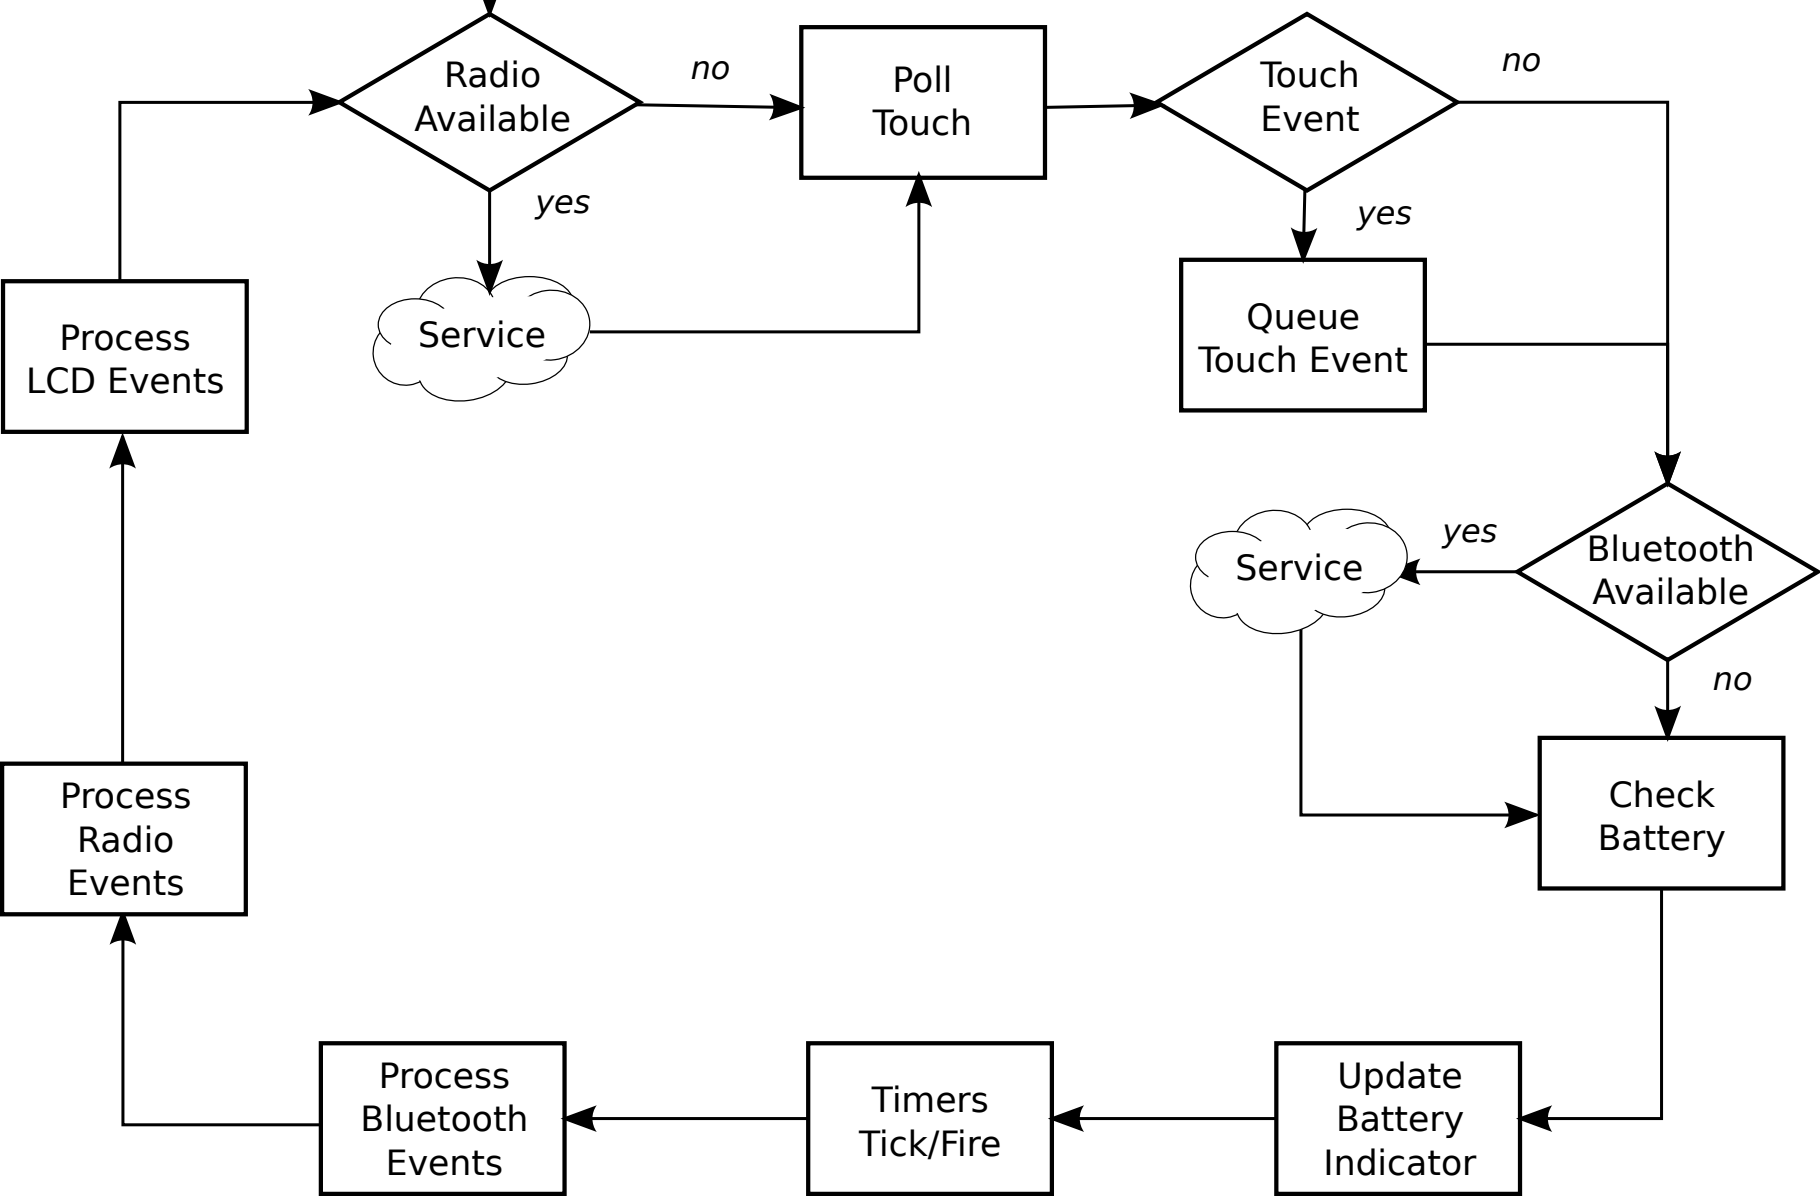 Radio
Available
no
Poll
Touch
Touch
Event
no
yes
yes
Service
Queue
Touch Event
Process
LCD Events
Service
yes
Bluetooth
Available
no
Check
Battery
Process
Radio
Events
Process
Bluetooth
Events
Timers
Tick/Fire
Update
Battery
Indicator